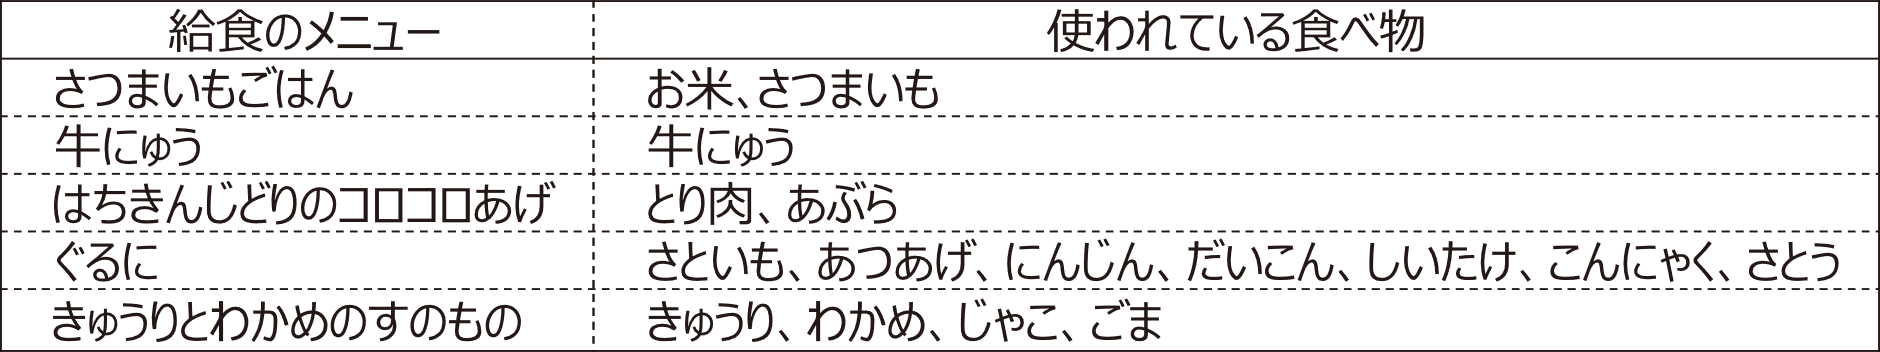 給食のメニュー 使われている食べ物
さつまいもごはん お米、さつまいも
牛にゅう 牛にゅう
はちきんじどりのコロコロあげ とり肉、あぶら
ぐるに さといも、あつあげ、にんじん、だいこん、しいたけ、こんにゃく、さとう
きゅうりとわかめのすのもの きゅうり、わかめ、じゃこ、ごま